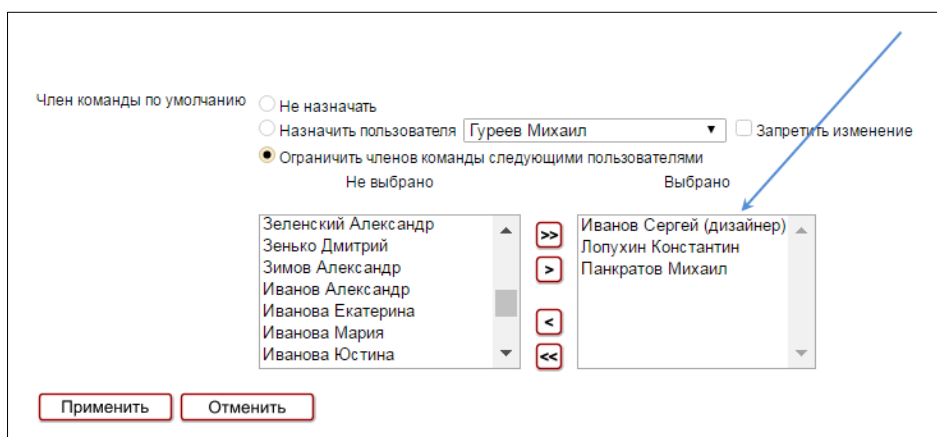 Член команды по умолчанию
Не назначать
Назначить пользователя Гуреев Михаил Запретить изменение
Ограничить членов команды следующими пользователями
Не выбрано Выбрано
Зеленский Александр
Зенько Дмитрий
Зимов Александр
Иванов Александр
Иванова Екатерина
Иванова Мария
Иванова Юстина
>>
>
<
<<
Иванов Сергей (дизайнер)
Лопухин Константин
Панкратов Михаил
Применить Отменить